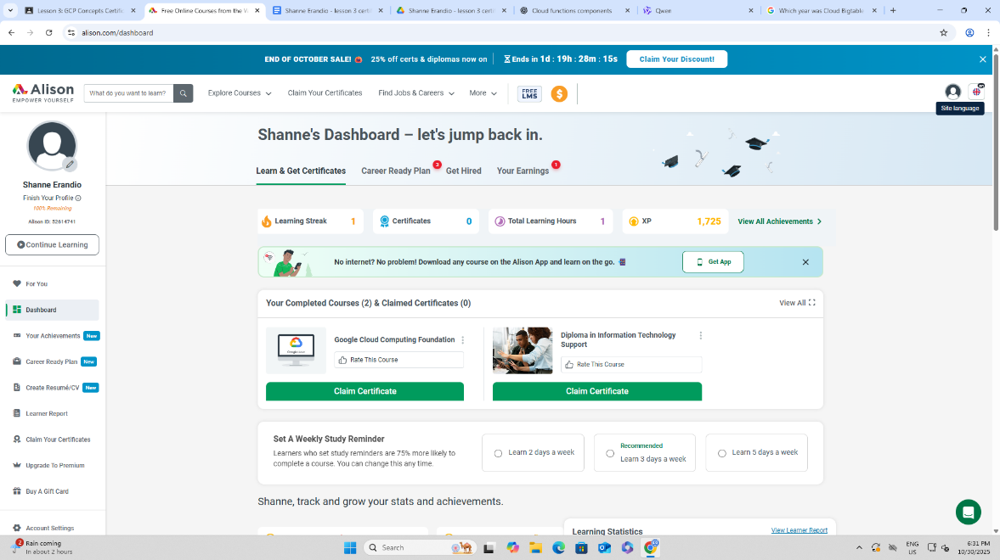 Lesson 3: GCP Concepts Certific
Free Online Courses from the W
Shanne Erandio - lesson 3 certi
Shanne Erandio - lesson 3 certi
Cloud functions components
Qwen
Which year was Cloud Bigtable
alison.com/dashboard
END OF OCTOBER SALE! 25% off certs & diplomas now on
Ends in 1d : 19h : 28m : 15s
Claim Your Discount!
Alison
EMPOWER YOURSELF
What do you want to learn?
Explore Courses
Claim Your Certificates
Find Jobs & Careers
More
FREE
LMS
Site language
Shanne Erandio
Finish Your Profile
100% Remaining
Alison ID: 52614741
Continue Learning
For You
Dashboard
Your Achievements New
Career Ready Plan New
Create Resumé/CV New
Learner Report
Claim Your Certificates
Upgrade To Premium
Buy A Gift Card
Account Settings
Shanne's Dashboard – let's jump back in.
Learn & Get Certificates
Career Ready Plan 3
Get Hired
Your Earnings 1
Learning Streak 1
Certificates 0
Total Learning Hours 1
XP 1,725
View All Achievements
No internet? No problem! Download any course on the Alison App and learn on the go.
Get App
Your Completed Courses (2) & Claimed Certificates (0)
View All
Google Cloud Computing Foundation
Rate This Course
Claim Certificate
Diploma in Information Technology
Support
Rate This Course
Claim Certificate
Set A Weekly Study Reminder
Learners who set study reminders are 75% more likely to
complete a course. You can change this any time.
Learn 2 days a week
Recommended
Learn 3 days a week
Learn 5 days a week
Shanne, track and grow your stats and achievements.
Learning Statistics
View Learner Report
2
Rain coming
In about 2 hours
Search
ENG
US
6:31 PM
10/30/2025